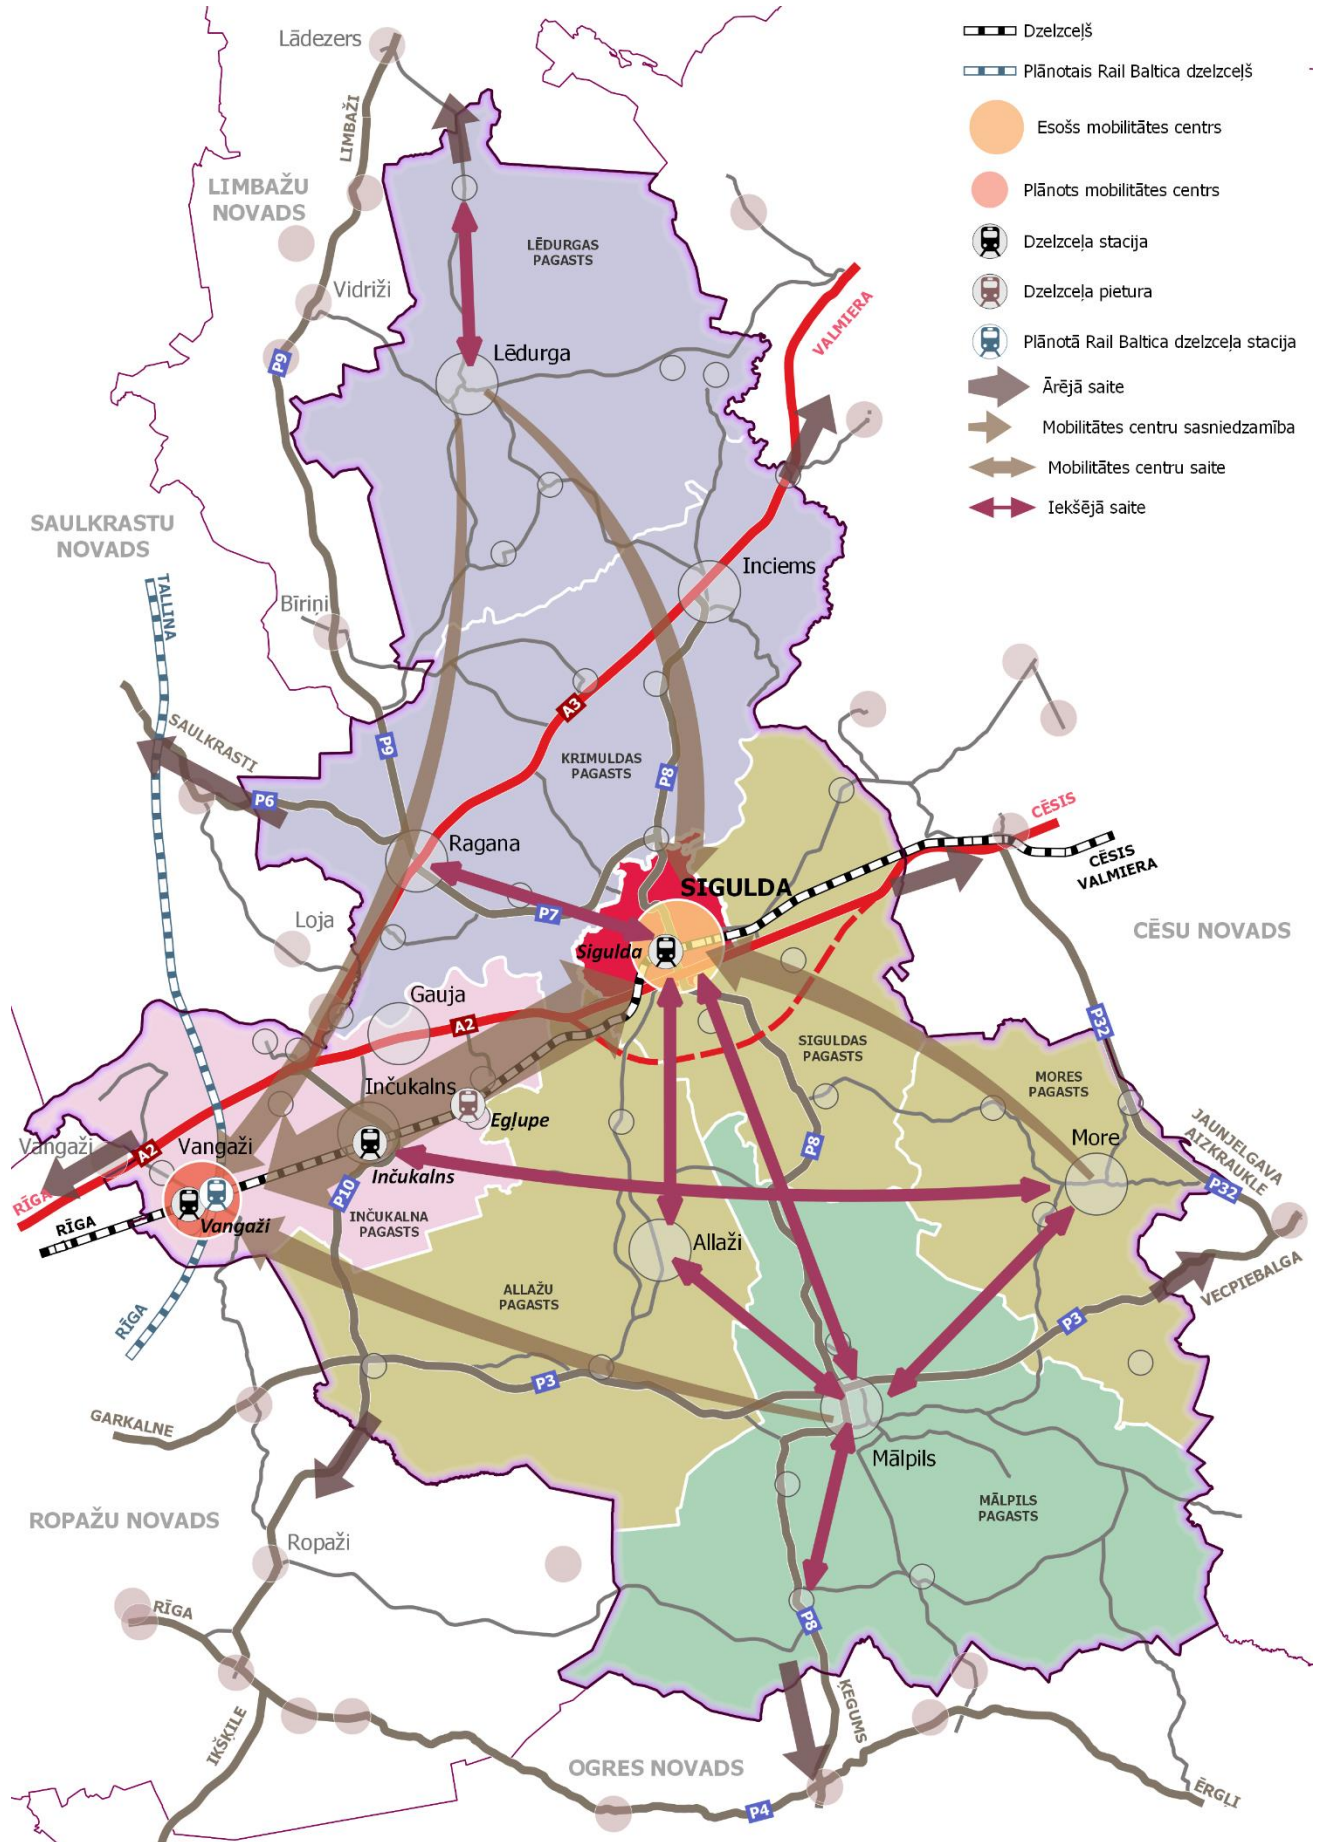 Lādezers
LIMBAŽI
LIMBAŽU
NOVADS
LĒDURGAS
PAGASTS
Vidriži
P9
Lēdurga
VALMIERA
Dzelzceļš
Plānotais Rail Baltica dzelzceļš
Esošs mobilitātes centrs
Plānots mobilitātes centrs
Dzelzceļa stacija
Dzelzceļa pietura
Plānotā Rail Baltica dzelzceļa stacija
Ārējā saite
Mobilitātes centru sasniedzamība
Mobilitātes centru saite
Iekšējā saite
SAULKRASTU
NOVADS
TALLINA
Bīriņi
Inciems
SAULKRASTI
A3
P9
KRIMULDAS
PAGASTS
P8
P6
Ragana
CĒSIS
CĒSIS
VALMIERA
SIGULDA
P7
Loja
Sigulda
CĒSU NOVADS
Gauja
A2
P32
SIGULDAS
PAGASTS
MORES
PAGASTS
Inčukalns
Egļupe
JAUNJELGAVA
AIZKRAUKLE
Vangaži
A2
Vangaži
P8
More
Inčukalns
P10
P32
RĪGA
RĪGA
Vangaži
INČUKALNA
PAGASTS
Allaži
VECPIEBALGA
ALLAŽU
PAGASTS
RĪGA
P3
P3
GARKALNE
Mālpils
MĀLPILS
PAGASTS
ROPAŽU NOVADS
Ropaži
RĪGA
P8
ĶEGUMS
IKŠĶILE
OGRES NOVADS
P4
ĒRGĻI